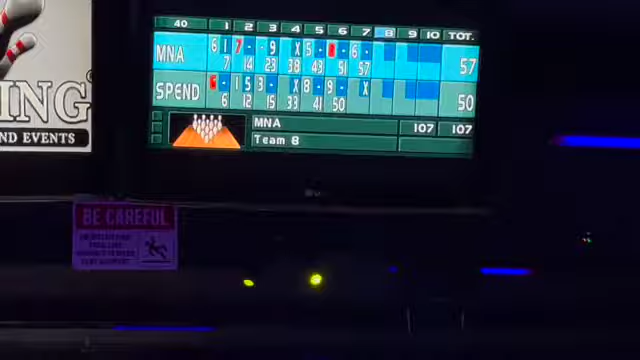 40 1 2 3 4 5 6 7 8 9 10 TOT.
MNA 6 1 7 - - 9 X 5 - 8 - 6 -
7 14 23 38 43 51 57 57
SPEND 6 - 1 5 3 - X 8 - 9 - X
6 12 15 33 41 50 50
MNA 107 107
Team 8
ING
ND EVENTS
BE CAREFUL